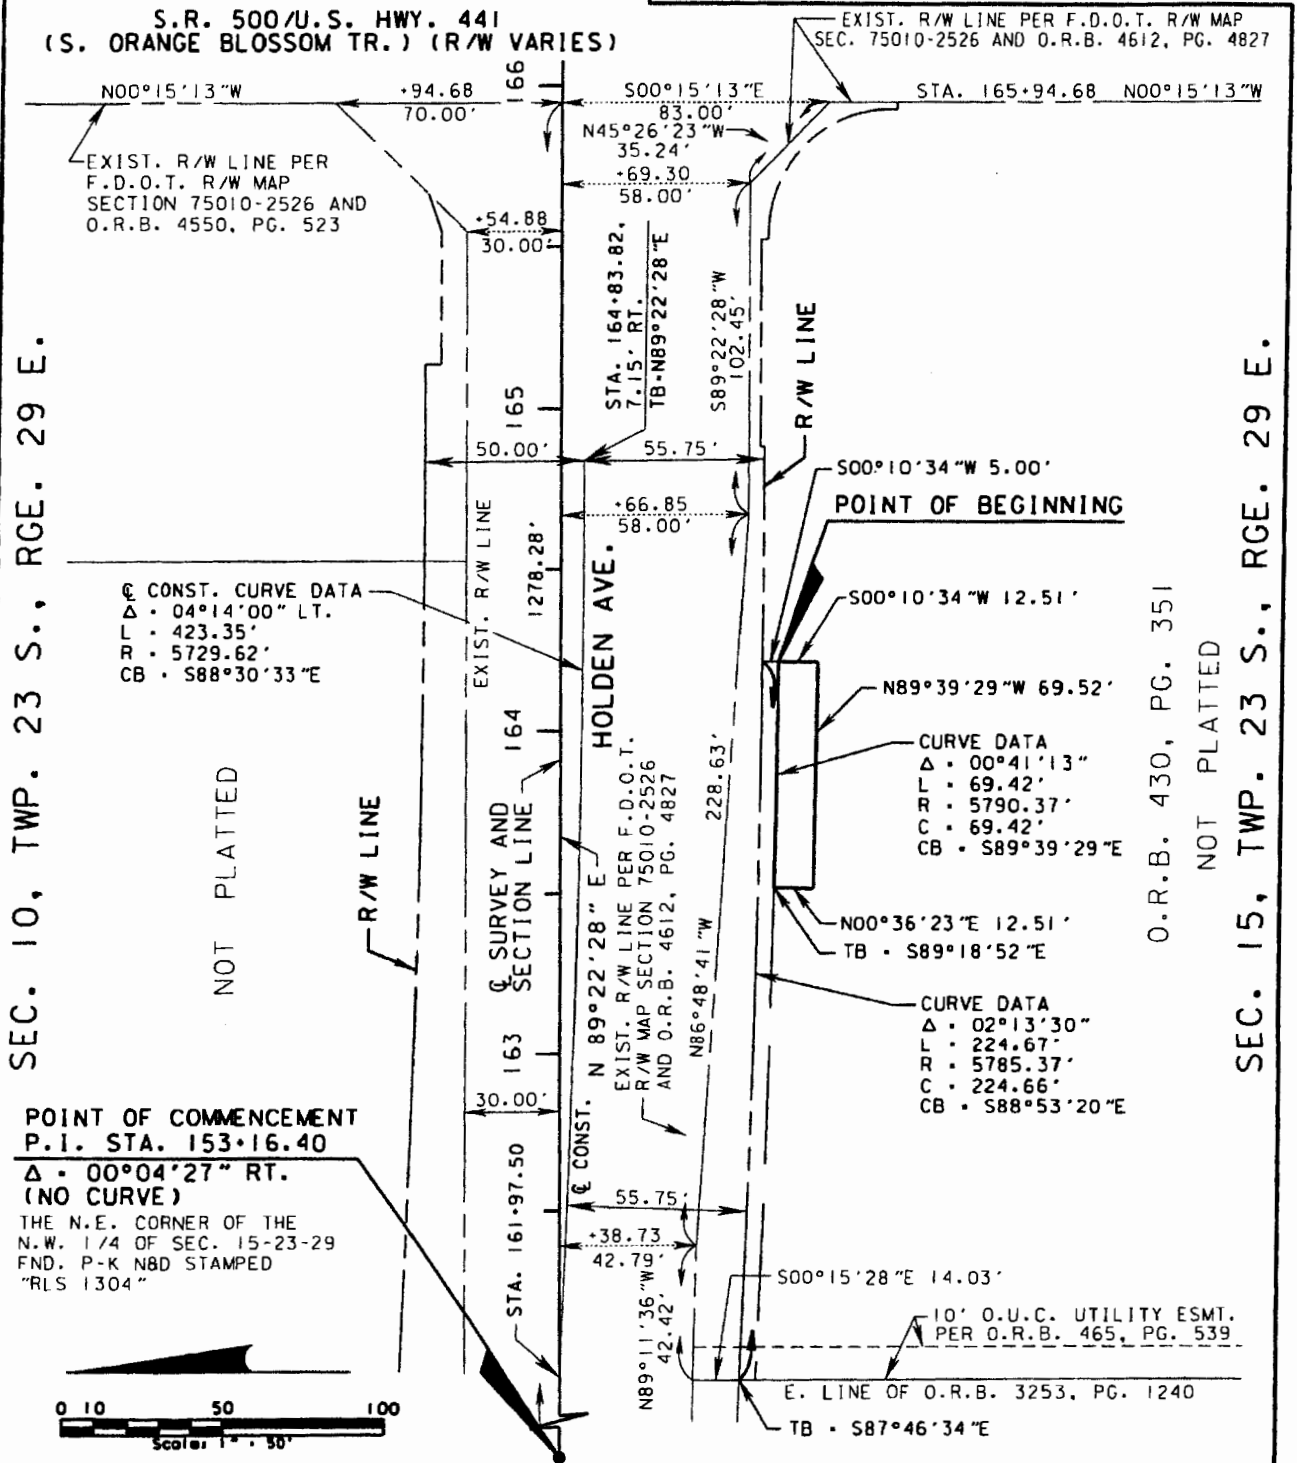 S.R. 500/U.S. HWY. 441
(S. ORANGE BLOSSOM TR.) (R/W VARIES)
EXIST. R/W LINE PER F.D.O.T. R/W MAP
SEC. 75010-2526 AND O.R.B. 4612, PG. 4827
N00°15'13"W
+94.68
70.00'
166
S00°15'13"E
83.00'
STA. 165+94.68 N00°15'13"W
N45°26'23"W
35.24'
EXIST. R/W LINE PER
F.D.O.T. R/W MAP
SECTION 75010-2526 AND
O.R.B. 4550, PG. 523
+69.30
58.00'
+54.88
30.00'
STA. 164+83.82,
7.15' RT.
TB=N89°22'28"E
S89°22'28"W
102.45'
R/W LINE
165
50.00'
55.75'
S00°10'34"W 5.00'
POINT OF BEGINNING
+66.85
58.00'
EXIST. R/W LINE
1278.28'
HOLDEN AVE.
℄ CONST. CURVE DATA
Δ = 04°14'00" LT.
L = 423.35'
R = 5729.62'
CB = S88°30'33"E
S00°10'34"W 12.51'
N89°39'29"W 69.52'
CURVE DATA
Δ = 00°41'13"
L = 69.42'
R = 5790.37'
C = 69.42'
CB = S89°39'29"E
O.R.B. 430, PG. 351
NOT PLATTED
SEC. 10, TWP. 23 S., RGE. 29 E.
SEC. 15, TWP. 23 S., RGE. 29 E.
NOT PLATTED
R/W LINE
164
℄ SURVEY AND
SECTION LINE
℄ CONST. N 89°22'28" E
EXIST. R/W LINE PER F.D.O.T.
R/W MAP SECTION 75010-2526
AND O.R.B. 4612, PG. 4827
228.63'
N86°48'41"W
N00°36'23"E 12.51'
TB = S89°18'52"E
CURVE DATA
Δ = 02°13'30"
L = 224.67'
R = 5785.37'
C = 224.66'
CB = S88°53'20"E
163
30.00'
POINT OF COMMENCEMENT
P.I. STA. 153+16.40
Δ = 00°04'27" RT.
(NO CURVE)
THE N.E. CORNER OF THE
N.W. 1/4 OF SEC. 15-23-29
FND. P-K N&D STAMPED
"RLS 1304"
STA. 161+97.50
55.75'
+38.73
42.79'
N89°11'36"W
42.42'
S00°15'28"E 14.03'
10' O.U.C. UTILITY ESMT.
PER O.R.B. 465, PG. 539
E. LINE OF O.R.B. 3253, PG. 1240
TB = S87°46'34"E
0 10 50 100
Scale: 1" = 50'